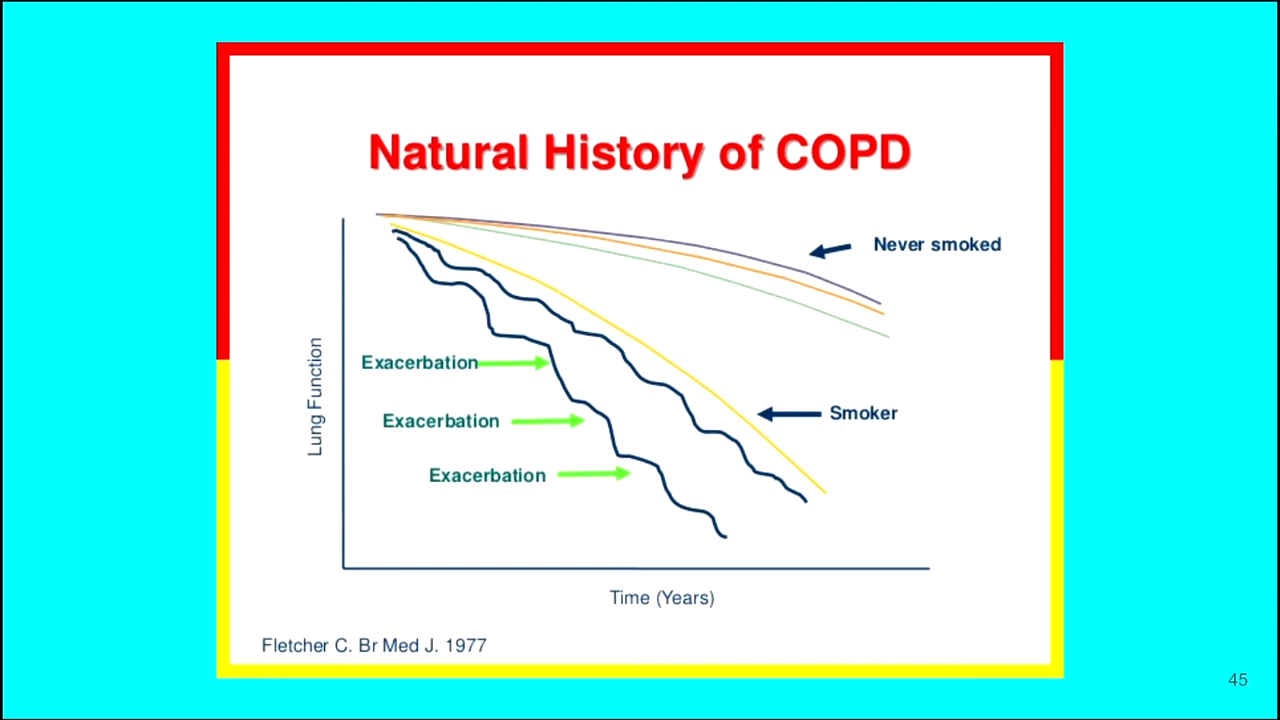 Natural History of COPD
Never smoked
Lung Function
Exacerbation
Smoker
Exacerbation
Exacerbation
Time (Years)
Fletcher C. Br Med J. 1977
45